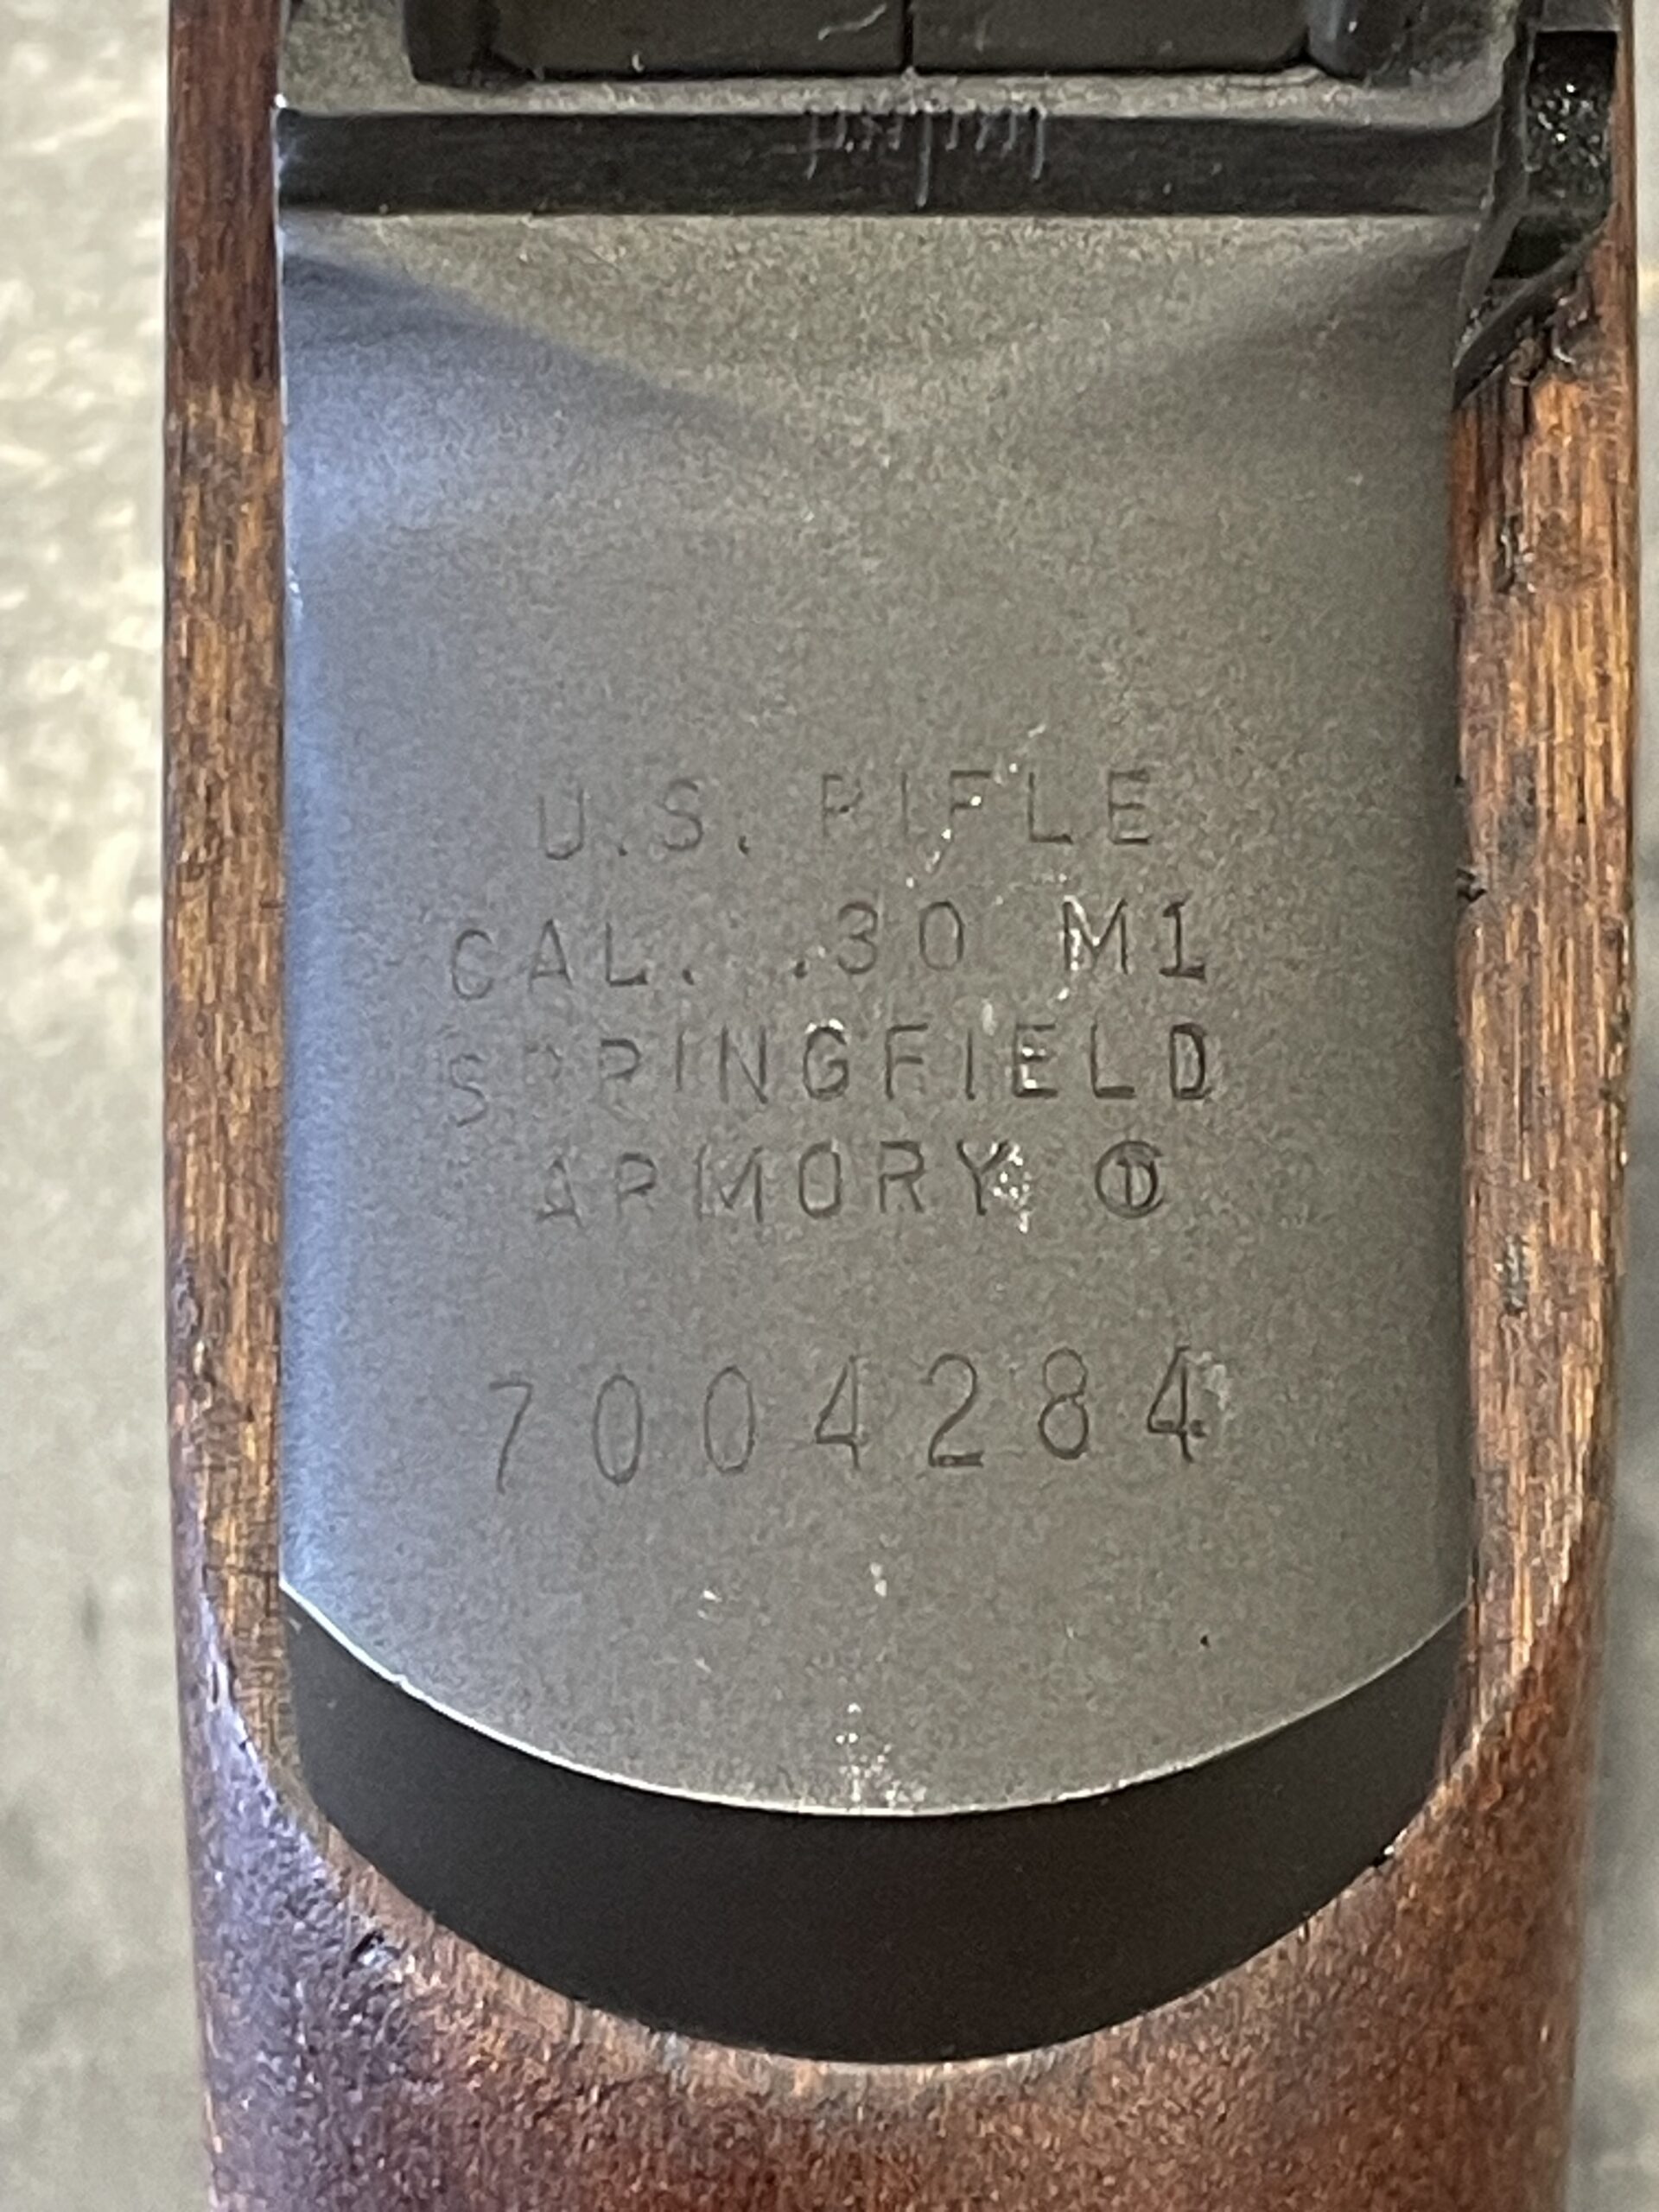 U.S. RIFLE
CAL. .30 M1
SPRINGFIELD
ARMORY
7004284